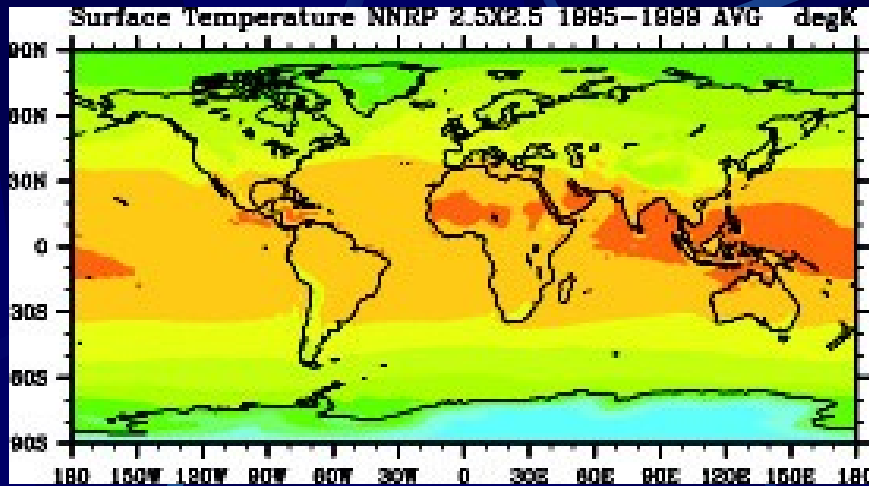 Surface Temperature NNRP 2.5X2.5 1995-1999 AVG degK
90N
60N
30N
0
30S
60S
90S
180 150W 120W 90W 60W 30W 0 30E 60E 90E 120E 150E 180